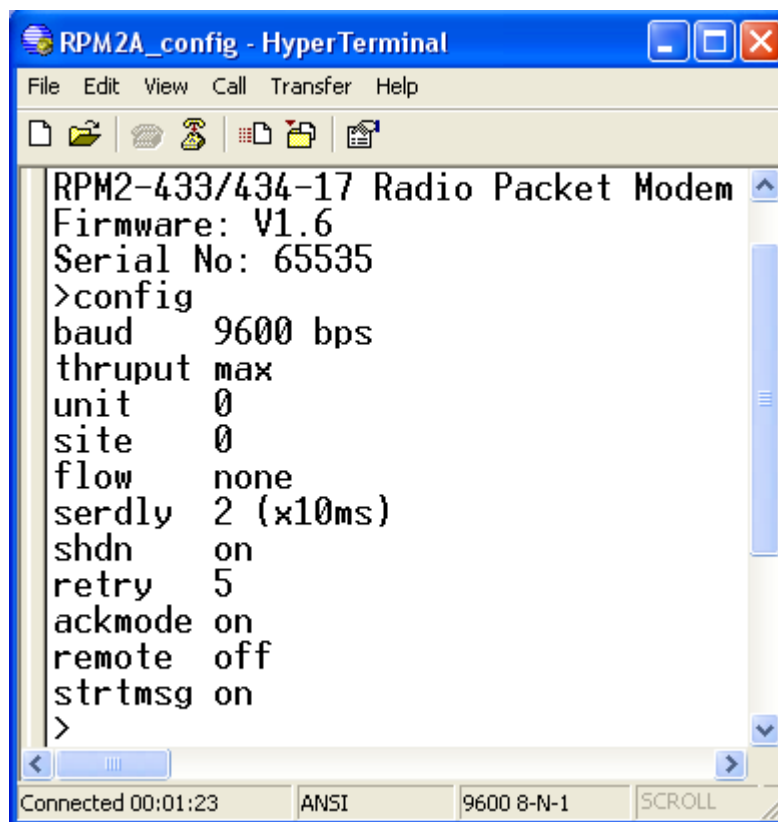 RPM2A_config - HyperTerminal
File Edit View Call Transfer Help
RPM2-433/434-17 Radio Packet Modem
Firmware: V1.6
Serial No: 65535
>config
baud 9600 bps
thruput max
unit 0
site 0
flow none
serdly 2 (x10ms)
shdn on
retry 5
ackmode on
remote off
strtmsg on
>
Connected 00:01:23 ANSI 9600 8-N-1 SCROLL